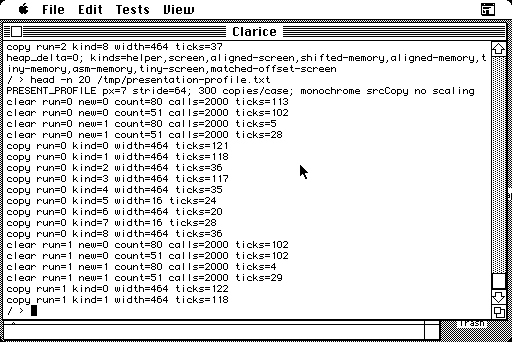 File Edit Tests View
Clarice
copy run=2 kind=8 width=464 ticks=37
heap_delta=0; kinds=helper,screen,aligned-screen,shifted-memory,aligned-memory,t
iny-memory,asm-memory,tiny-screen,matched-offset-screen
/ > head -n 20 /tmp/presentation-profile.txt
PRESENT_PROFILE px=7 stride=64; 300 copies/case; monochrome srcCopy no scaling
clear run=0 new=0 count=80 calls=2000 ticks=113
clear run=0 new=0 count=51 calls=2000 ticks=102
clear run=0 new=1 count=80 calls=2000 ticks=5
clear run=0 new=1 count=51 calls=2000 ticks=28
copy run=0 kind=0 width=464 ticks=121
copy run=0 kind=1 width=464 ticks=118
copy run=0 kind=2 width=464 ticks=36
copy run=0 kind=3 width=464 ticks=117
copy run=0 kind=4 width=464 ticks=35
copy run=0 kind=5 width=16 ticks=24
copy run=0 kind=6 width=464 ticks=20
copy run=0 kind=7 width=16 ticks=28
copy run=0 kind=8 width=464 ticks=36
clear run=1 new=0 count=80 calls=2000 ticks=102
clear run=1 new=0 count=51 calls=2000 ticks=102
clear run=1 new=1 count=80 calls=2000 ticks=4
clear run=1 new=1 count=51 calls=2000 ticks=29
copy run=1 kind=0 width=464 ticks=122
copy run=1 kind=1 width=464 ticks=118
/ >
Trash